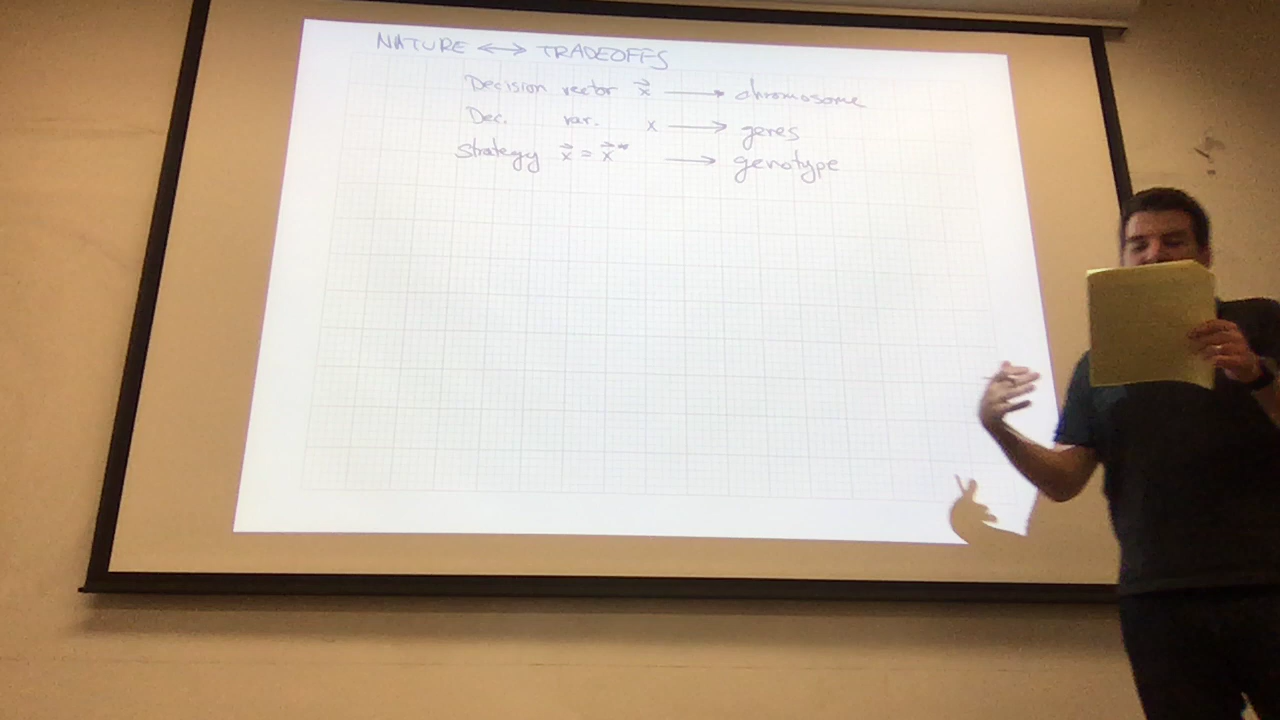 NATURE ↔ TRADEOFFS
Decision vector x⃗ → chromosome
Dec. var. x → genes
Strategy x⃗ = x⃗* → genotype